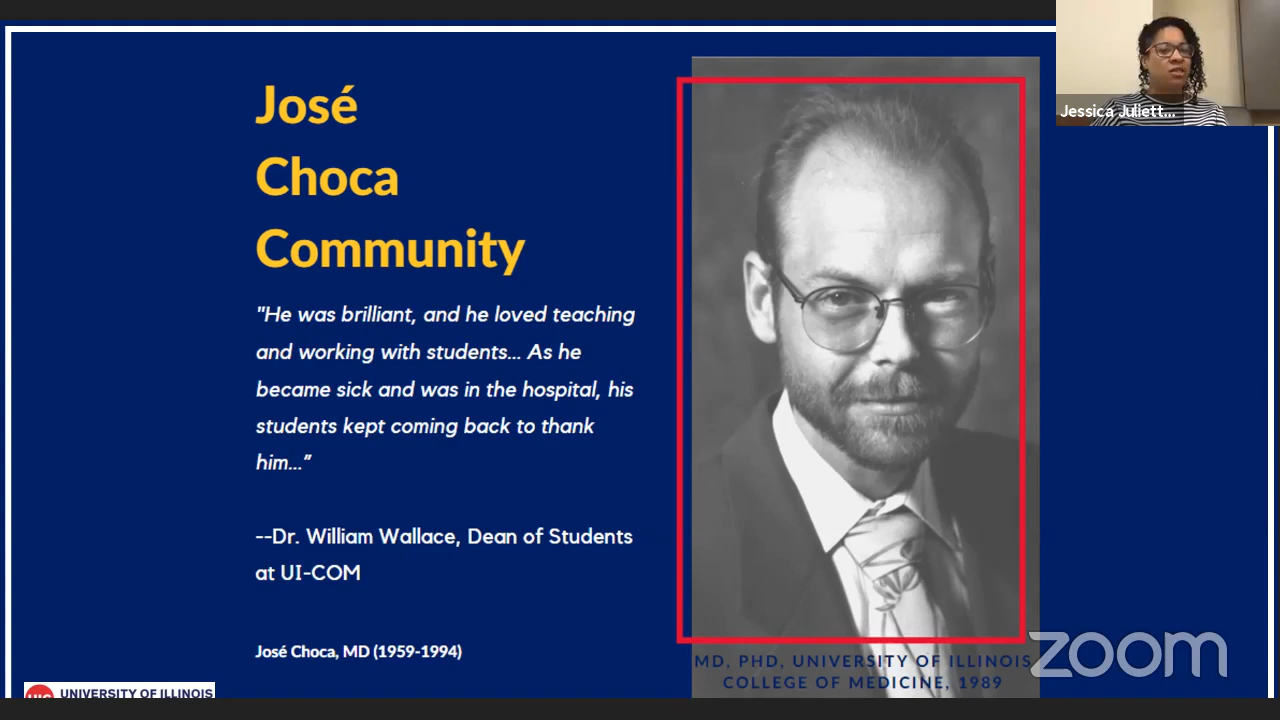 José
Choca
Community
"He was brilliant, and he loved teaching
and working with students... As he
became sick and was in the hospital, his
students kept coming back to thank
him..."
--Dr. William Wallace, Dean of Students
at UI-COM
José Choca, MD (1959-1994)
MD, PHD, UNIVERSITY OF ILLINOIS
COLLEGE OF MEDICINE, 1989
UIC
UNIVERSITY OF ILLINOIS
Jessica Juliett...
zoom